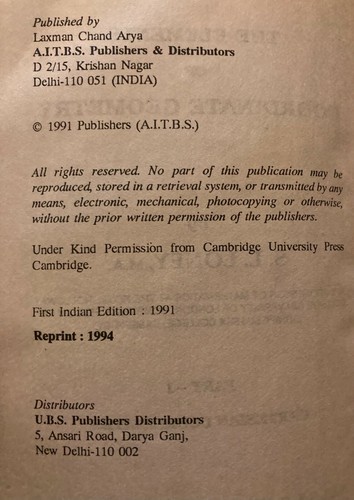 Published by
Laxman Chand Arya
A.I.T.B.S. Publishers & Distributors
D 2/15, Krishan Nagar
Delhi-110 051 (INDIA)
© 1991 Publishers (A.I.T.B.S.)
All rights reserved. No part of this publication may be
reproduced, stored in a retrieval system, or transmitted by any
means, electronic, mechanical, photocopying or otherwise,
without the prior written permission of the publishers.
Under Kind Permission from Cambridge University Press
Cambridge.
First Indian Edition : 1991
Reprint : 1994
Distributors
U.B.S. Publishers Distributors
5, Ansari Road, Darya Ganj,
New Delhi-110 002